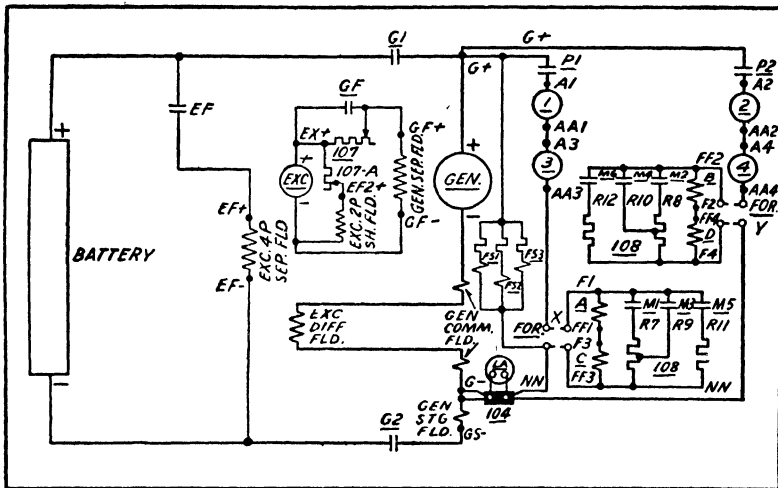 G1
G+
G+
P1
A1
P2
A2
EF
GF
EX+
107
107-A
EF2+
EXC
EXC. 2P
SH. FLD.
GF+
GEN. SEP. FLD.
GF-
+
GEN.
-
1
AA1
A3
3
AA3
2
AA2
A4
4
AA4
FF2
M6
M4
M2
B
R12
R10
R8
F2
FF4
D
F4
108
FOR.
Y
+
BATTERY
-
EF+
EXC. 4P
SEP. FLD
EF-
FS1
FS2
FS3
EXC
DIFF
FLD.
GEN
COMM.
FLD.
FOR.
X
F1
A
FF1
F3
C
FF3
M1
M3
M5
R7
R9
R11
108
NN
LA
G-
NN
104
GEN
STG
FLD.
GS-
G2